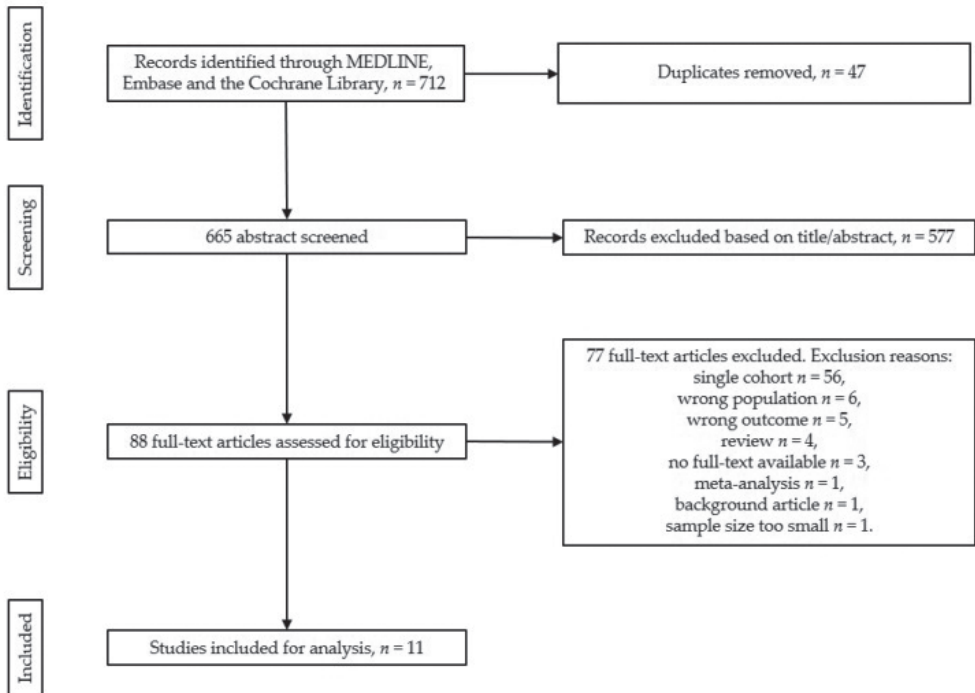 Identification
Records identified through MEDLINE,
Embase and the Cochrane Library, n = 712
Duplicates removed, n = 47
Screening
665 abstract screened
Records excluded based on title/abstract, n = 577
Eligibility
88 full-text articles assessed for eligibility
77 full-text articles excluded. Exclusion reasons:
single cohort n = 56,
wrong population n = 6,
wrong outcome n = 5,
review n = 4,
no full-text available n = 3,
meta-analysis n = 1,
background article n = 1,
sample size too small n = 1.
Included
Studies included for analysis, n = 11